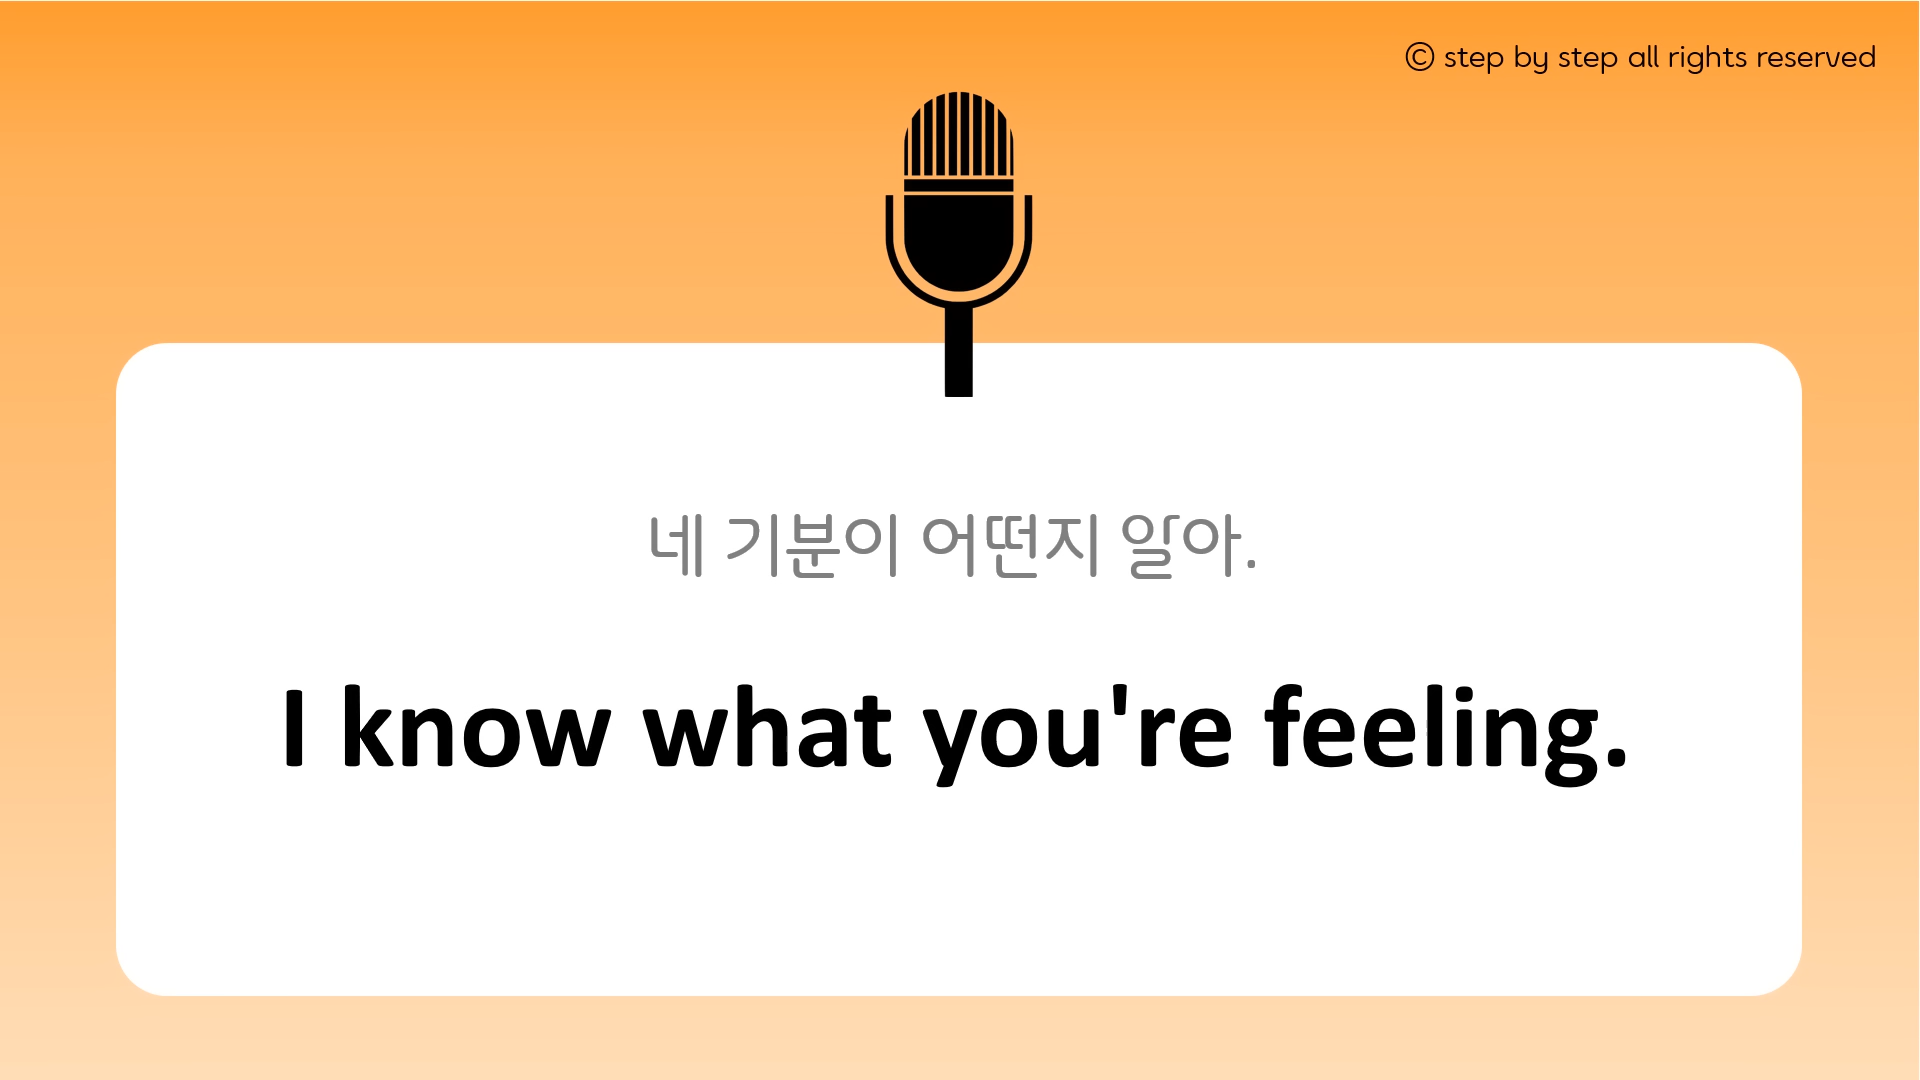 © step by step all rights reserved
네 기분이 어떤지 알아.
I know what you're feeling.